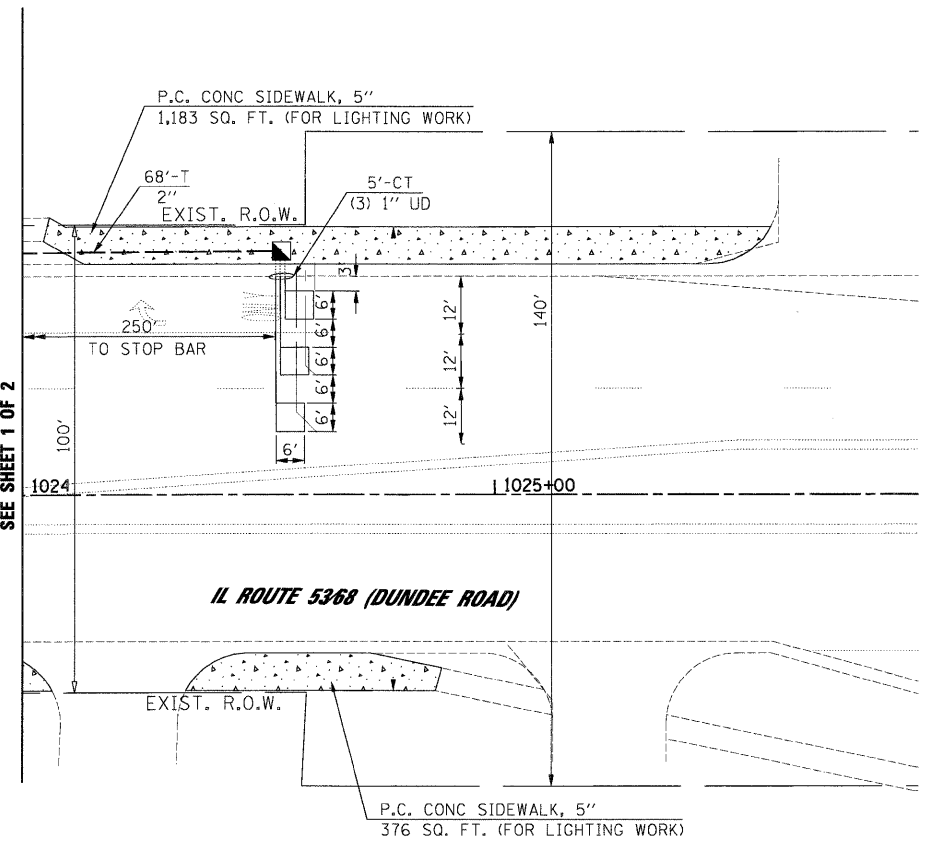 P.C. CONC SIDEWALK, 5"
1,183 SQ. FT. (FOR LIGHTING WORK)
68'-T
2"
5'-CT
(3) 1" UD
EXIST. R.O.W.
3'
6'
6'
6'
6'
6'
6'
12'
12'
12'
140'
250'
TO STOP BAR
100'
SEE SHEET 1 OF 2
1024
1025+00
IL ROUTE 53/68 (DUNDEE ROAD)
EXIST. R.O.W.
P.C. CONC SIDEWALK, 5"
376 SQ. FT. (FOR LIGHTING WORK)